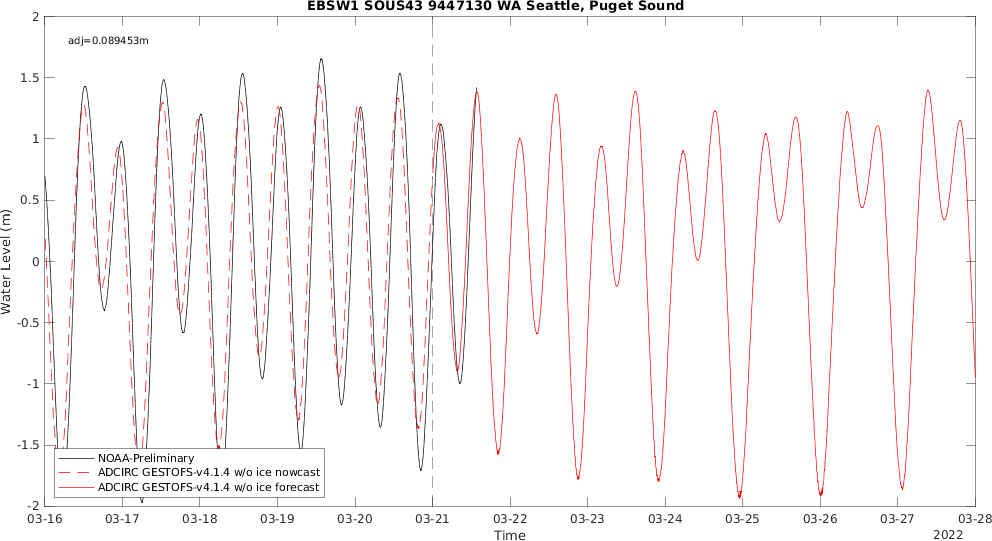 EBSW1 SOUS43 9447130 WA Seattle, Puget Sound
adj=0.089453m
2
1.5
1
0.5
0
-0.5
-1
-1.5
-2
Water Level (m)
NOAA-Preliminary
ADCIRC GESTOFS-v4.1.4 w/o ice nowcast
ADCIRC GESTOFS-v4.1.4 w/o ice forecast
03-16 03-17 03-18 03-19 03-20 03-21 03-22 03-23 03-24 03-25 03-26 03-27 03-28
Time
2022